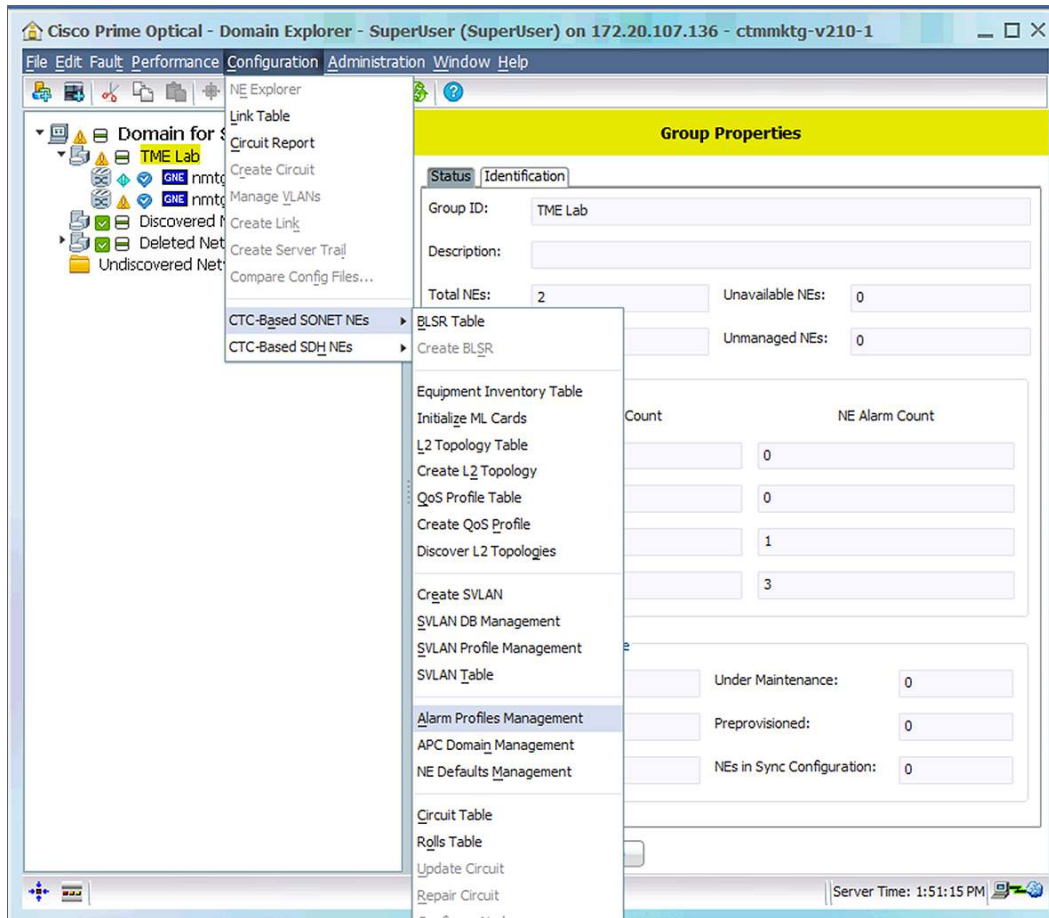 Cisco Prime Optical - Domain Explorer - SuperUser (SuperUser) on 172.20.107.136 - ctmmktg-v210-1
File Edit Fault Performance Configuration Administration Window Help
NE Explorer
Link Table
Circuit Report
Create Circuit
Manage VLANs
Create Link
Create Server Trail
Compare Config Files...
CTC-Based SONET NEs
CTC-Based SDH NEs
Domain for
TME Lab
GNE
GNE
Discovered
Deleted
Undiscovered
BLSR Table
Create BLSR
Equipment Inventory Table
Initialize ML Cards
L2 Topology Table
Create L2 Topology
QoS Profile Table
Create QoS Profile
Discover L2 Topologies
Create SVLAN
SVLAN DB Management
SVLAN Profile Management
SVLAN Table
Alarm Profiles Management
APC Domain Management
NE Defaults Management
Circuit Table
Rolls Table
Update Circuit
Repair Circuit
Group Properties
Status Identification
Group ID: TME Lab
Description:
Total NEs: 2 Unavailable NEs: 0
Unmanaged NEs: 0
Count NE Alarm Count
0
0
1
3
Under Maintenance: 0
Preprovisioned: 0
NEs in Sync Configuration: 0
Server Time: 1:51:15 PM